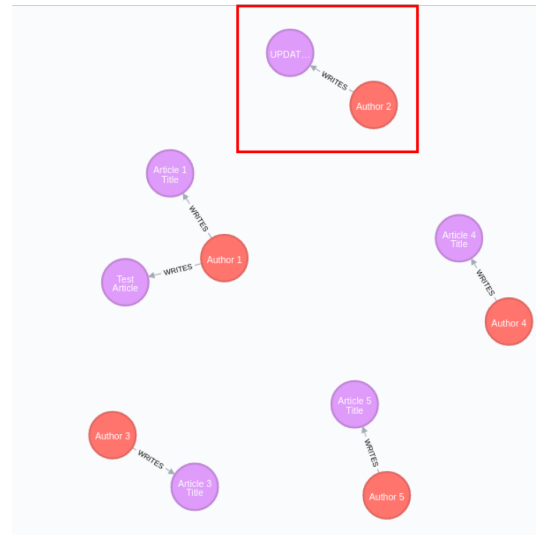 UPDAT...
WRITES
Author 2
Article 1
Title
WRITES
Author 1
WRITES
Test
Article
Article 4
Title
WRITES
Author 4
Article 5
Title
WRITES
Author 5
Author 3
WRITES
Article 3
Title